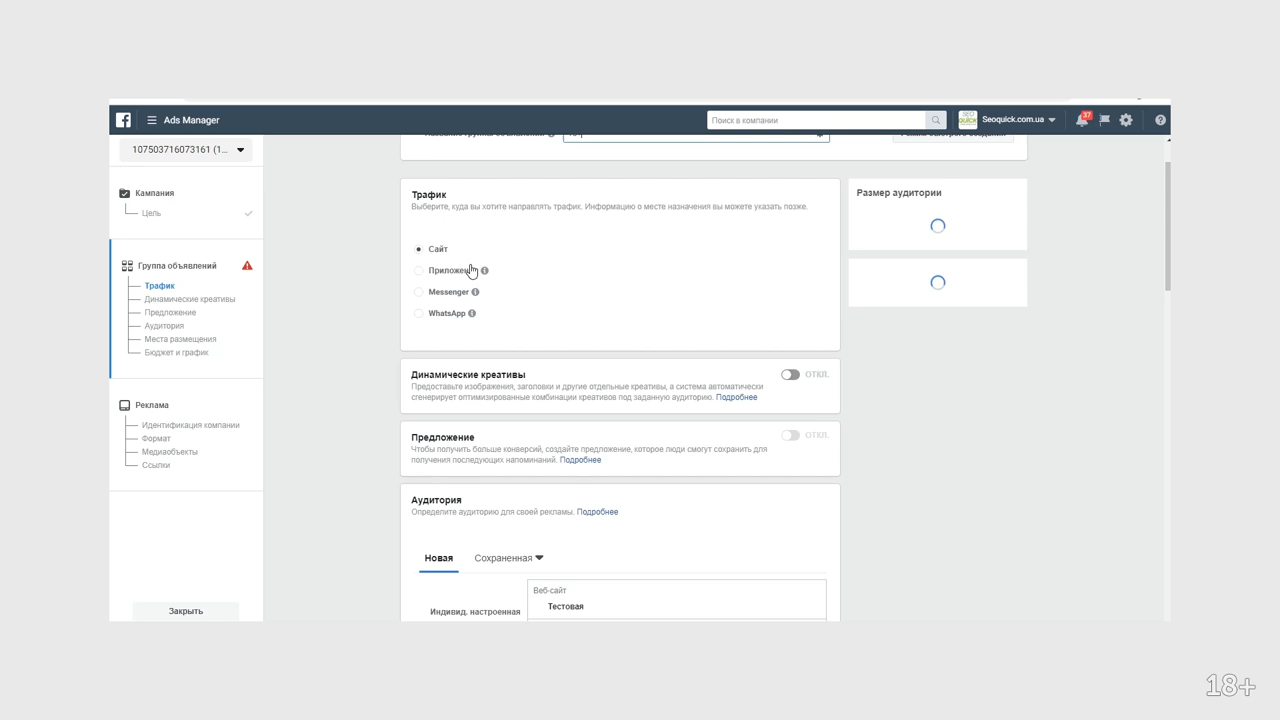 Ads Manager
Поиск в компании
Seoquick.com.ua
37
107503716073161 (1...
Кампания
Цель
Группа объявлений
Трафик
Динамические креативы
Предложение
Аудитория
Места размещения
Бюджет и график
Реклама
Идентификация компании
Формат
Медиаобъекты
Ссылки
Закрыть
Трафик
Выберите, куда вы хотите направлять трафик. Информацию о месте назначения вы можете указать позже.
Сайт
Messenger
WhatsApp
Динамические креативы
ОТКЛ.
Предоставьте изображения, заголовки и другие отдельные креативы, а система автоматически
сгенерирует оптимизированные комбинации креативов под заданную аудиторию. Подробнее
Предложение
ОТКЛ.
Чтобы получить больше конверсий, создайте предложение, которое люди смогут сохранить для
получения последующих напоминаний. Подробнее
Аудитория
Определите аудиторию для своей рекламы. Подробнее
Новая
Сохраненная
Веб-сайт
Тестовая
Индивид. настроенная
Размер аудитории
18+